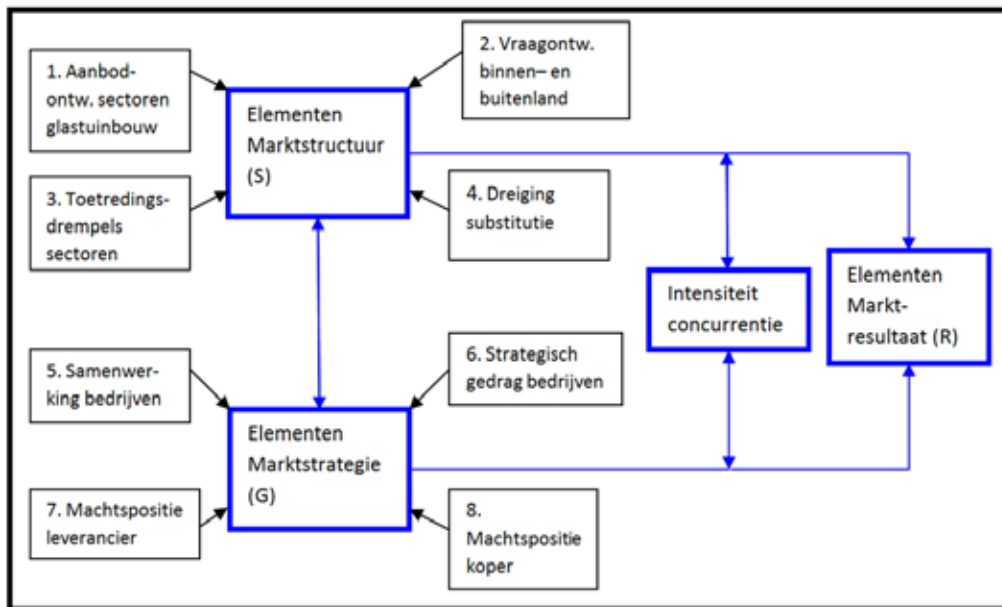 1. Aanbod-
ontw. sectoren
glastuinbouw
2. Vraagontw.
binnen– en
buitenland
Elementen
Marktstructuur
(S)
3. Toetredings-
drempels
sectoren
4. Dreiging
substitutie
Intensiteit
concurrentie
Elementen
Markt-
resultaat (R)
5. Samenwer-
king bedrijven
6. Strategisch
gedrag bedrijven
Elementen
Marktstrategie
(G)
7. Machtspositie
leverancier
8.
Machtspositie
koper